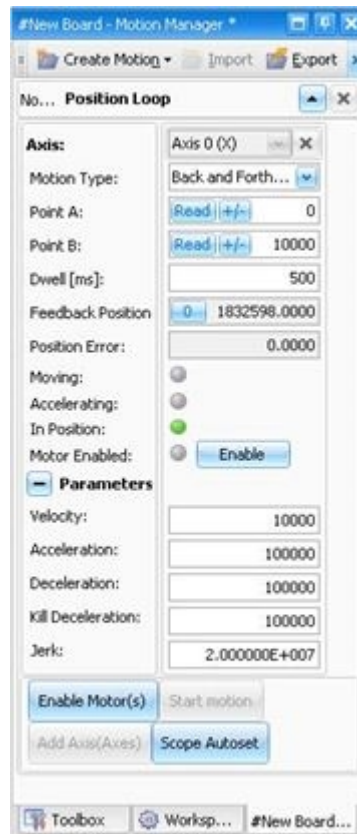 #New Board - Motion Manager *
Create Motion Import Export
No... Position Loop
Axis: Axis 0 (X)
Motion Type: Back and Forth...
Point A: Read +/- 0
Point B: Read +/- 10000
Dwell [ms]: 500
Feedback Position 0 1832598.0000
Position Error: 0.0000
Moving:
Accelerating:
In Position:
Motor Enabled: Enable
Parameters
Velocity: 10000
Acceleration: 100000
Deceleration: 100000
Kill Deceleration: 100000
Jerk: 2.000000E+007
Enable Motor(s) Start motion
Add Axis(Axes) Scope Autoset
Toolbox Worksp... #New Board...